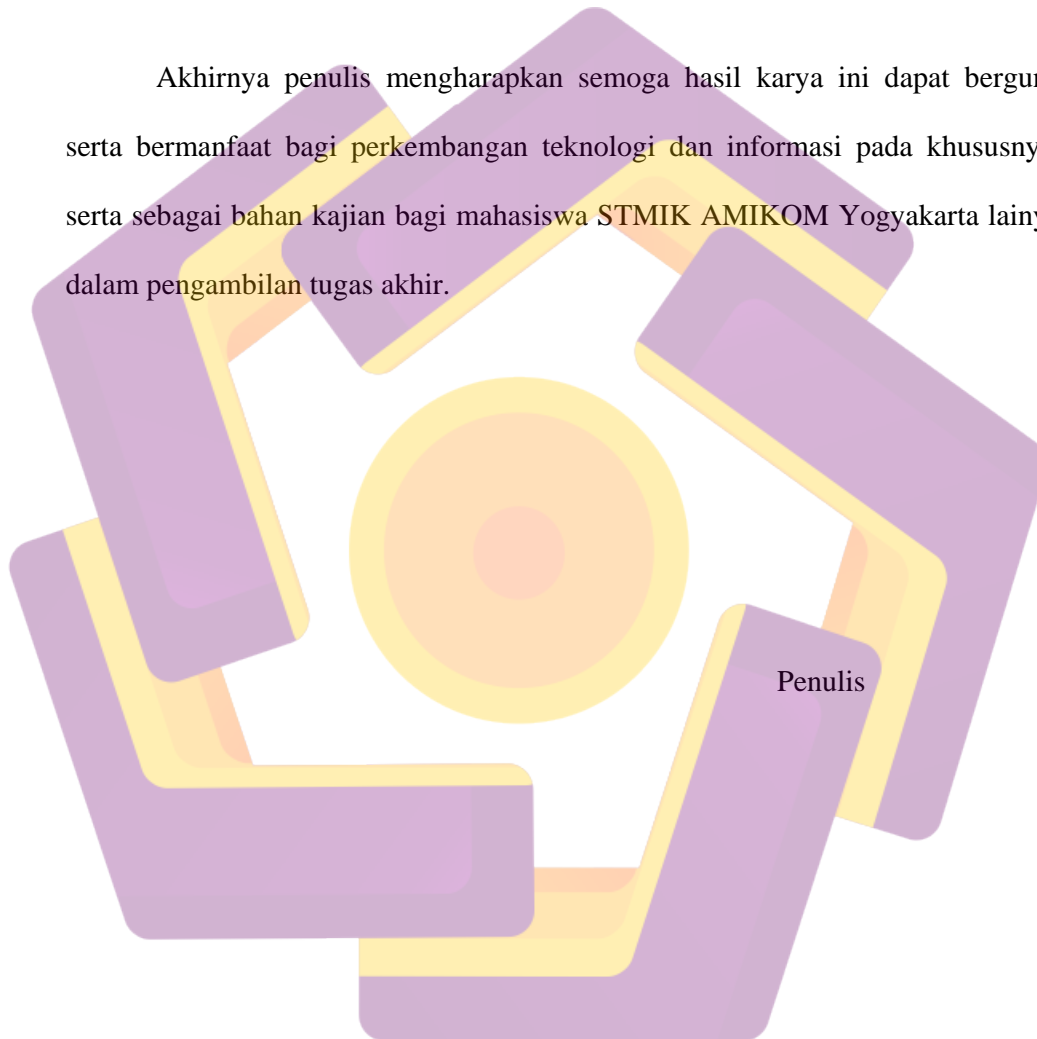 Akhirnya penulis mengharapkan semoga hasil karya ini dapat bergun
serta bermanfaat bagi perkembangan teknologi dan informasi pada khususny
serta sebagai bahan kajian bagi mahasiswa STMIK AMIKOM Yogyakarta lainy
dalam pengambilan tugas akhir.
Penulis